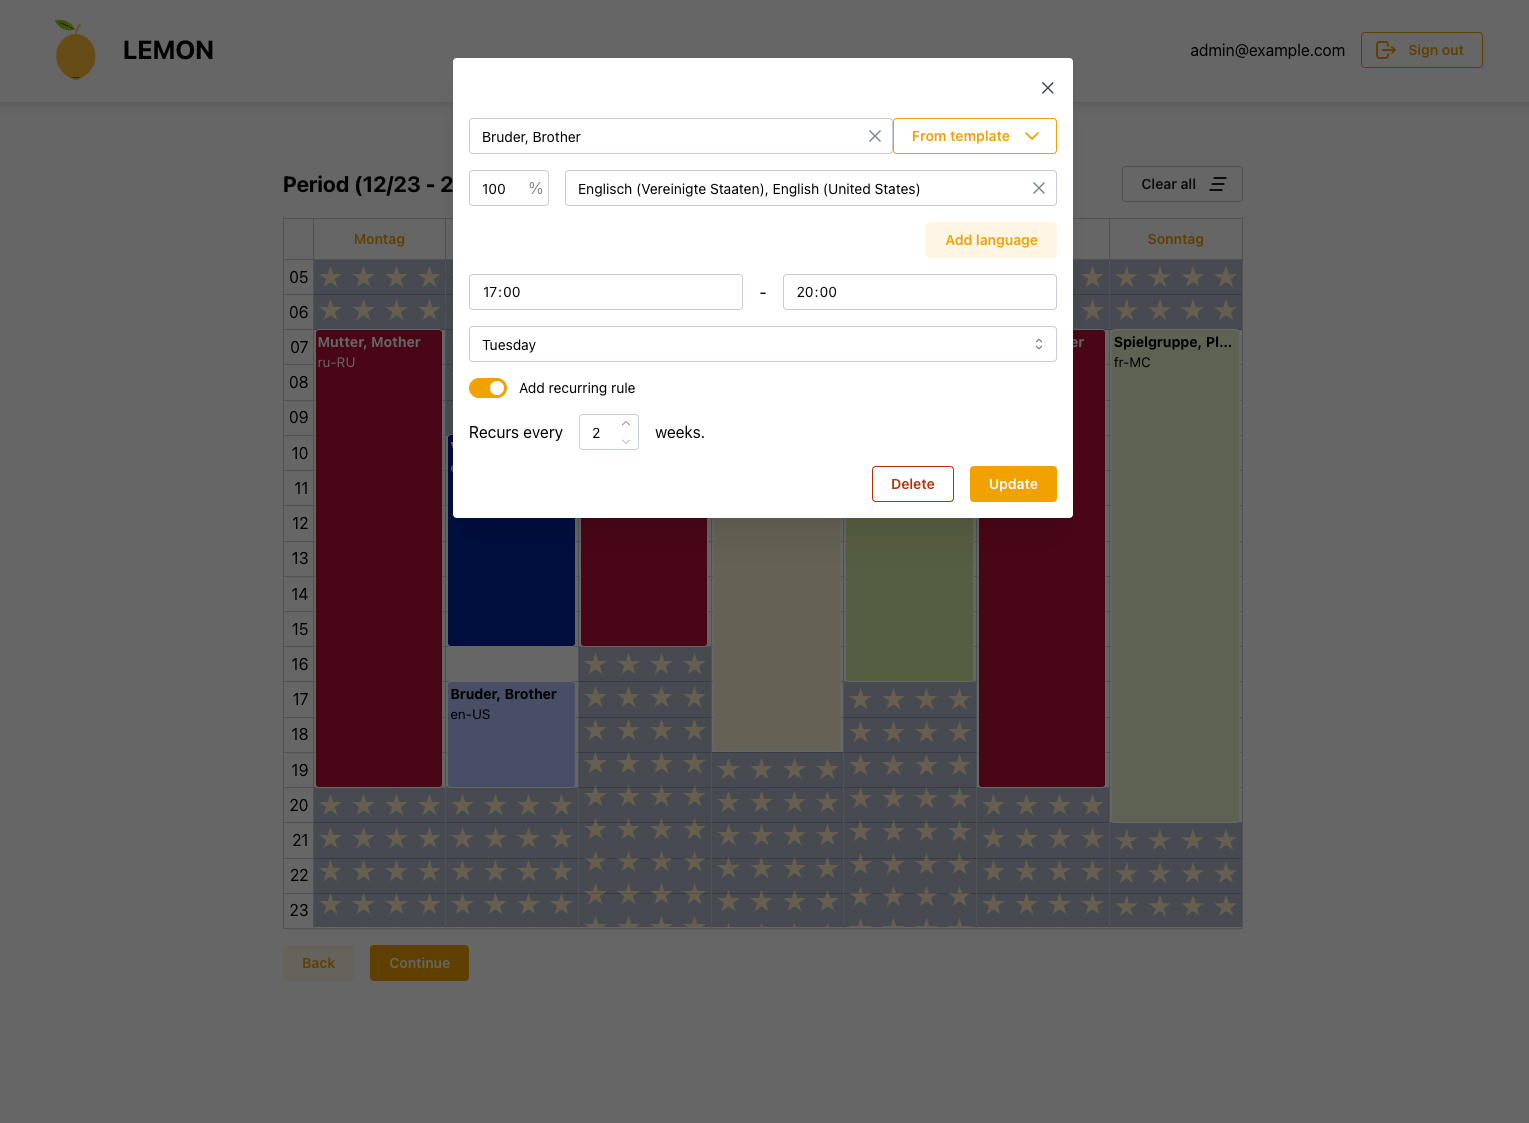 LEMON
admin@example.com
Sign out
Bruder, Brother
From template
100 %
Englisch (Vereinigte Staaten), English (United States)
Add language
17:00 - 20:00
Tuesday
Add recurring rule
Recurs every 2 weeks.
Delete
Update
Period (12/23 - 2
Clear all
Montag
Sonntag
05
06
07
08
09
10
11
12
13
14
15
16
17
18
19
20
21
22
23
Mutter, Mother
ru-RU
Bruder, Brother
en-US
er
Spielgruppe, Pl...
fr-MC
Back
Continue